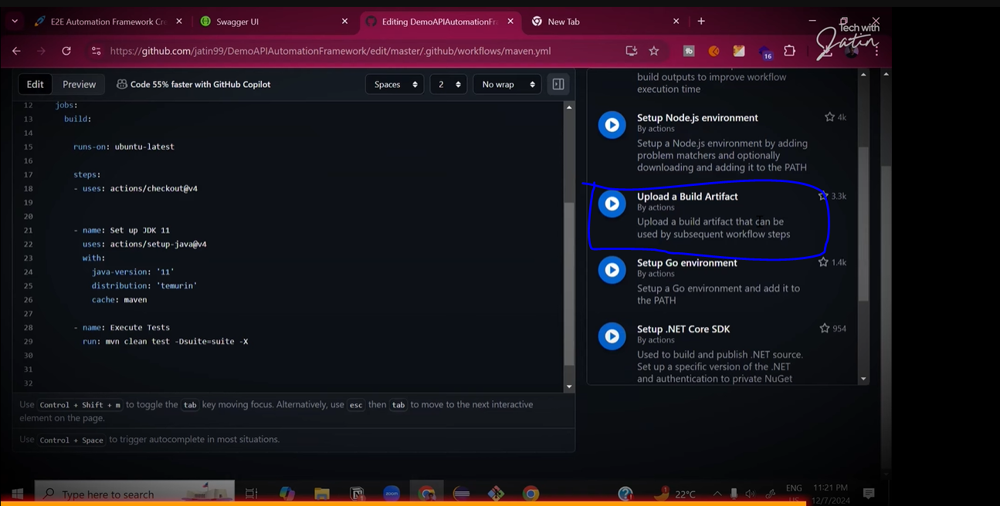 E2E Automation Framework Cr
Swagger UI
Editing DemoAPIAutomationFr
New Tab
Tech with
Jatin
https://github.com/jatin99/DemoAPIAutomationFramework/edit/master/.github/workflows/maven.yml
16
Edit
Preview
Code 55% faster with GitHub Copilot
Spaces
2
No wrap
12 jobs:
13 build:
14
15 runs-on: ubuntu-latest
16
17 steps:
18 - uses: actions/checkout@v4
19
20
21 - name: Set up JDK 11
22 uses: actions/setup-java@v4
23 with:
24 java-version: '11'
25 distribution: 'temurin'
26 cache: maven
27
28 - name: Execute Tests
29 run: mvn clean test -Dsuite=suite -X
30
31
32
Use Control + Shift + m to toggle the tab key moving focus. Alternatively, use esc then tab to move to the next interactive
element on the page.
Use Control + Space to trigger autocomplete in most situations.
build outputs to improve workflow
execution time
Setup Node.js environment
4k
By actions
Setup a Node.js environment by adding
problem matchers and optionally
downloading and adding it to the PATH
Upload a Build Artifact
3.3k
By actions
Upload a build artifact that can be
used by subsequent workflow steps
Setup Go environment
1.4k
By actions
Setup a Go environment and add it to
the PATH
Setup .NET Core SDK
954
By actions
Used to build and publish .NET source.
Set up a specific version of the .NET
and authentication to private NuGet
Type here to search
zoom
1
22°C
ENG
US
11:21 PM
12/7/2024